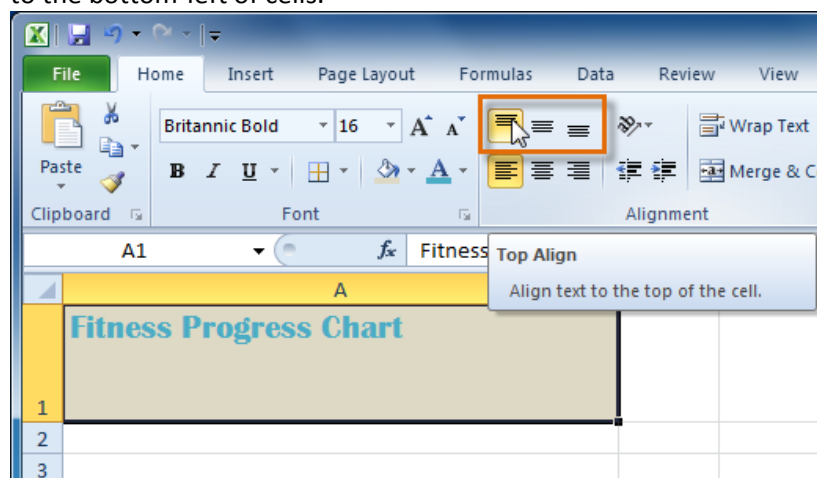 to the bottom-left of cells.
File Home Insert Page Layout Formulas Data Review View
Britannic Bold 16 A A Wrap Text
Paste B I U A Merge & C
Clipboard Font Alignment
A1 fx Fitness
Top Align
Align text to the top of the cell.
A
Fitness Progress Chart
1
2
3